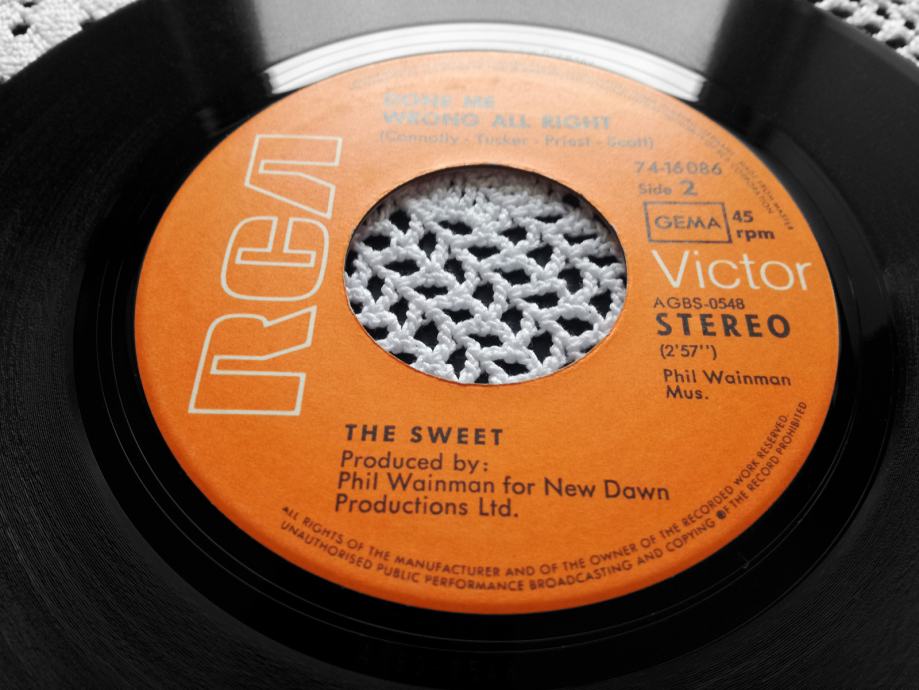 DONE ME
WRONG ALL RIGHT
(Connolly - Tucker - Priest - Scott)
RCA
74-16086
Side 2
GEMA 45 rpm
Victor
AGBS-0548
STEREO
(2'57'')
Phil Wainman
Mus.
THE SWEET
Produced by:
Phil Wainman for New Dawn
Productions Ltd.
ALL RIGHTS OF THE MANUFACTURER AND OF THE OWNER OF THE RECORDED WORK RESERVED.
UNAUTHORISED PUBLIC PERFORMANCE BROADCASTING AND COPYING OF THE RECORD PROHIBITED